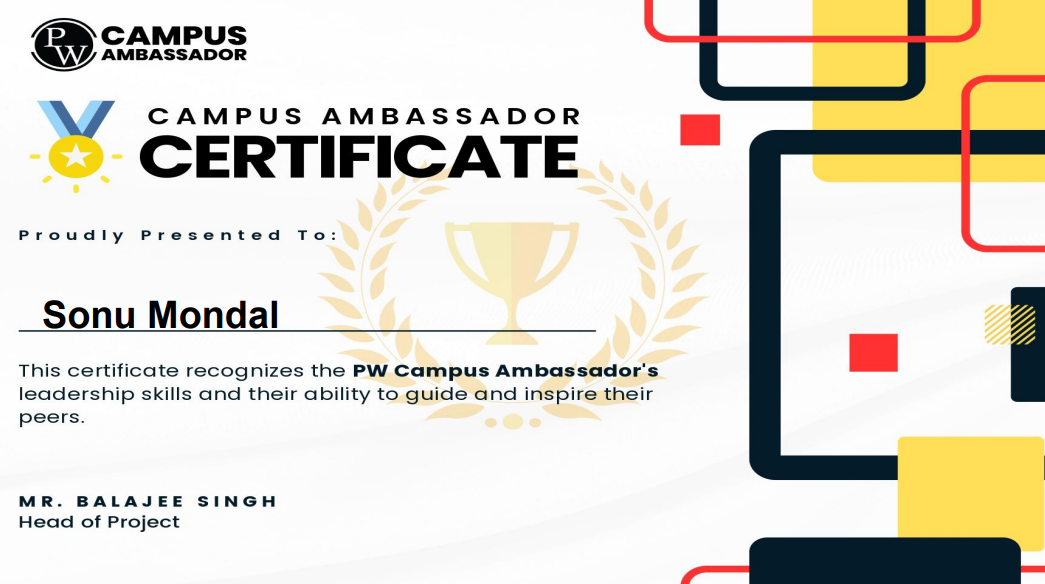 PW CAMPUS
AMBASSADOR
CAMPUS AMBASSADOR
CERTIFICATE
Proudly Presented To:
Sonu Mondal
This certificate recognizes the PW Campus Ambassador's
leadership skills and their ability to guide and inspire their
peers.
MR. BALAJEE SINGH
Head of Project